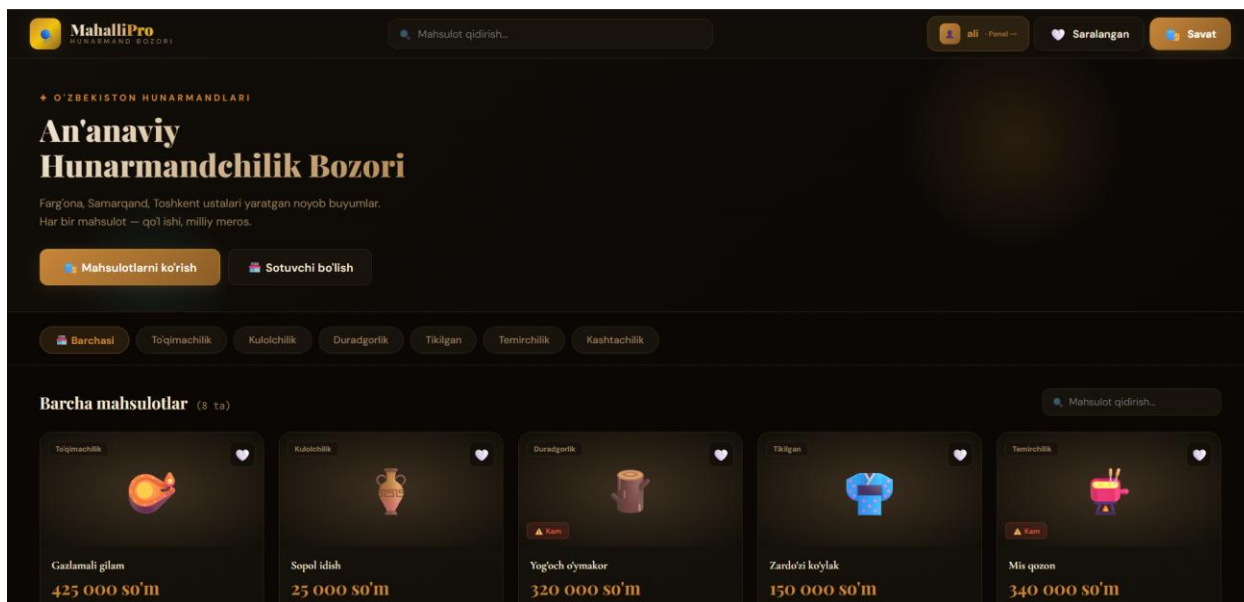 MahalliPro
HUNARMAND BOZORI
Mahsulot qidirish...
ali · Panel →
Saralangan
Savat
✦ O'ZBEKISTON HUNARMANDLARI
An'anaviy
Hunarmandchilik Bozori
Farg'ona, Samarqand, Toshkent ustalari yaratgan noyob buyumlar.
Har bir mahsulot — qo'l ishi, milliy meros.
Mahsulotlarni ko'rish
Sotuvchi bo'lish
Barchasi
To'qimachilik
Kulolchilik
Duradgorlik
Tikilgan
Temirchilik
Kashtachilik
Barcha mahsulotlar (8 ta)
Mahsulot qidirish...
To'qimachilik
Gazlamali gilam
425 000 so'm
Kulolchilik
Sopol idish
25 000 so'm
Duradgorlik
Kam
Yog'och o'ymakor
320 000 so'm
Tikilgan
Zardo'zi ko'ylak
150 000 so'm
Temirchilik
Kam
Mis qozon
340 000 so'm